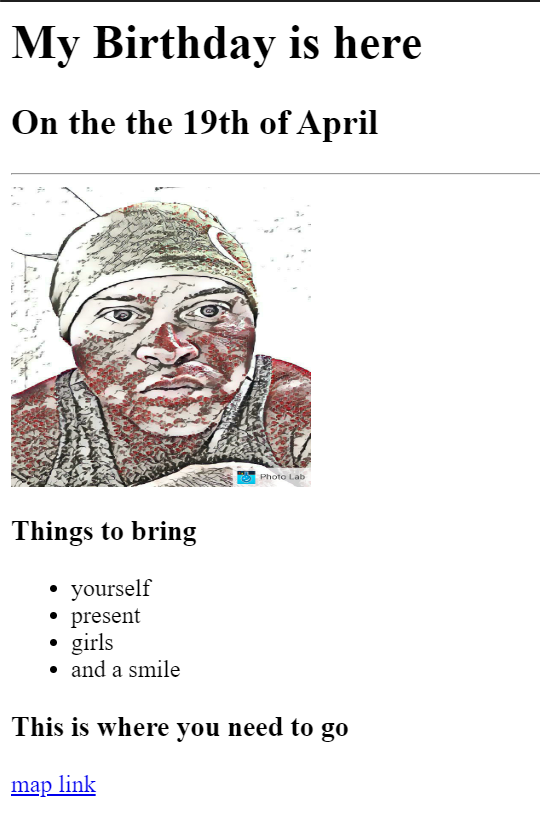 My Birthday is here
On the the 19th of April
Photo Lab
Things to bring
yourself
present
girls
and a smile
This is where you need to go
map link